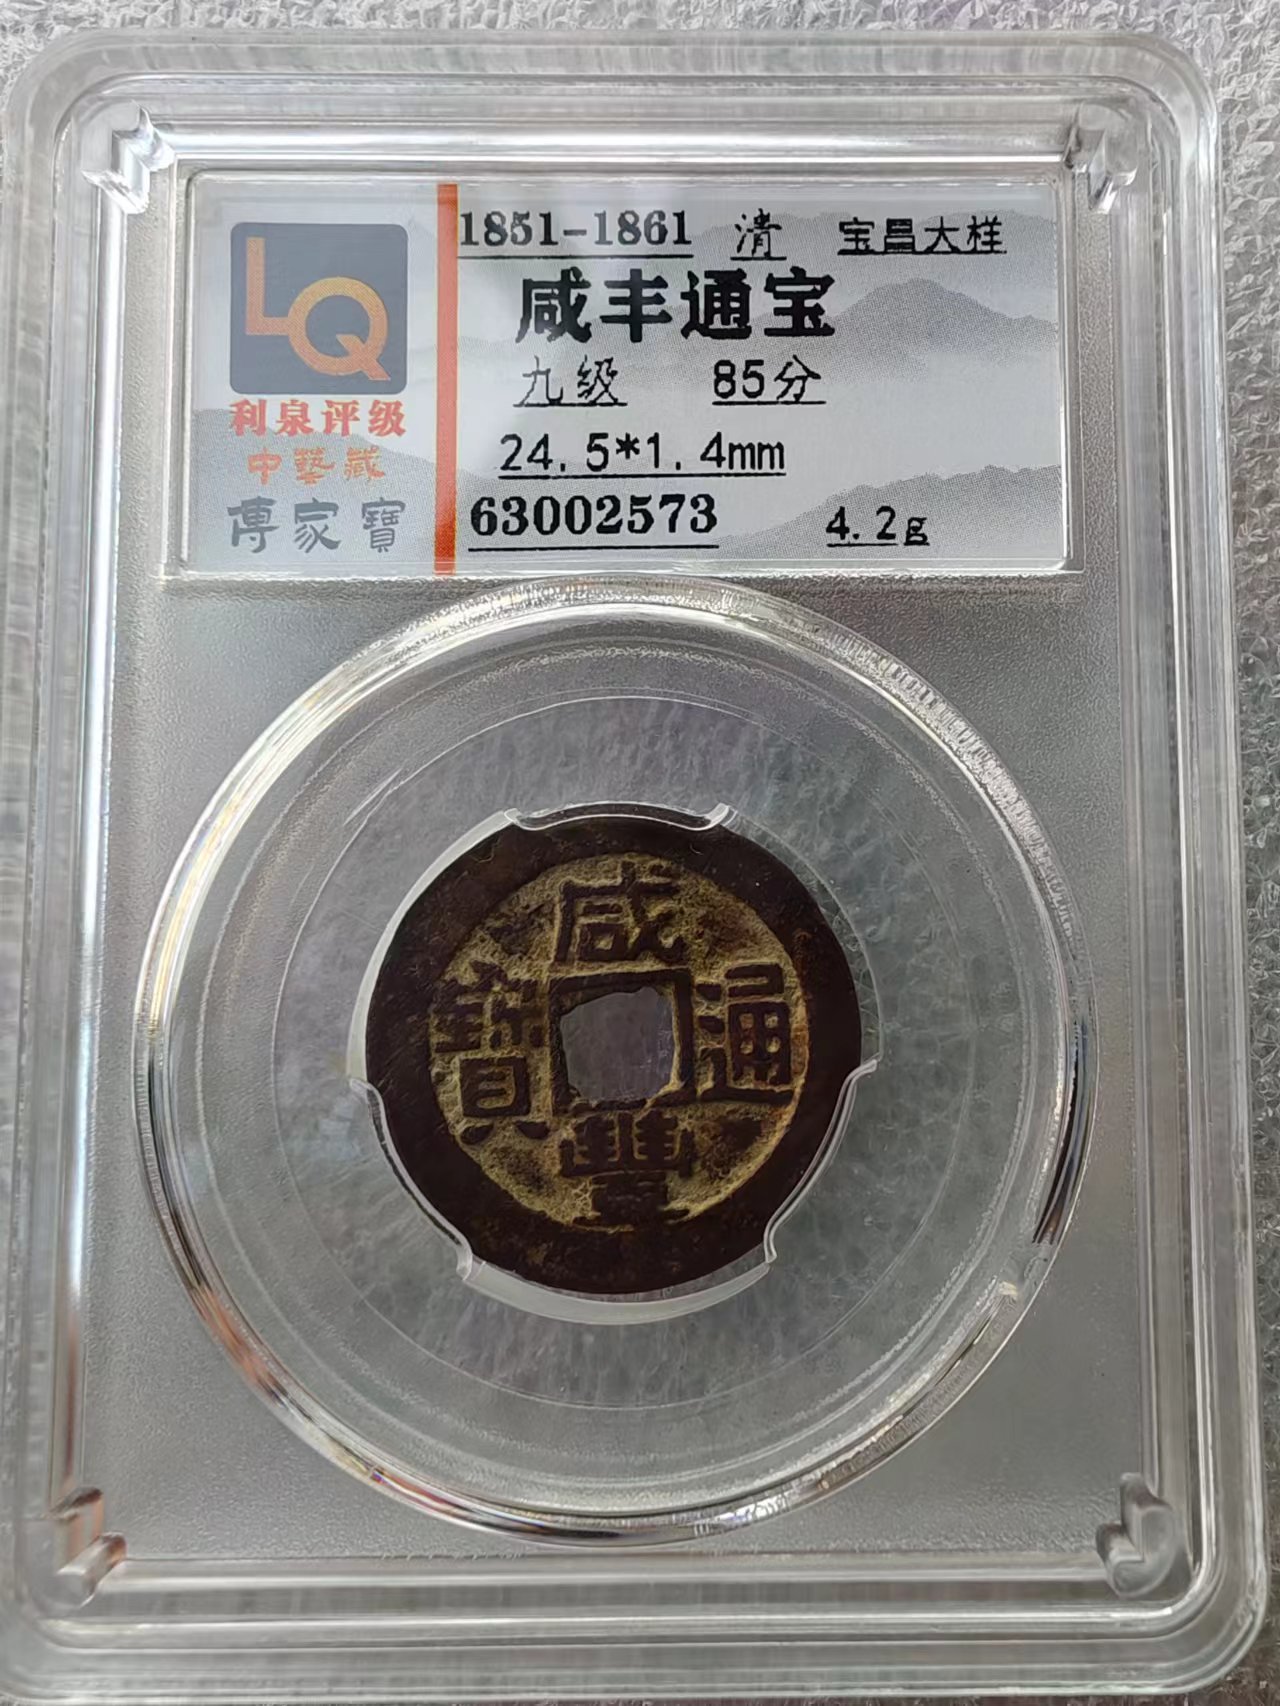 LQ
利泉评级
中藝藏
傳家寶
1851-1861 清 宝昌大样
咸丰通宝
九级 85分
24.5*1.4mm
63002573 4.2g
咸豐通寶